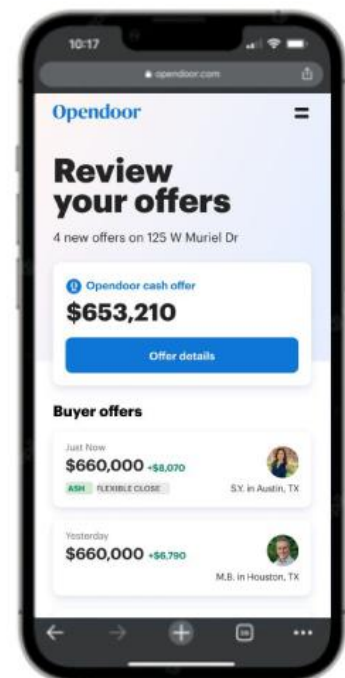 10:17
opendoor.com
Opendoor
Review
your offers
4 new offers on 125 W Muriel Dr
Opendoor cash offer
$653,210
Offer details
Buyer offers
Just Now
$660,000 +$8,070
ASH FLEXIBLE CLOSE
S.Y. in Austin, TX
Yesterday
$660,000 +$6,790
M.B. in Houston, TX